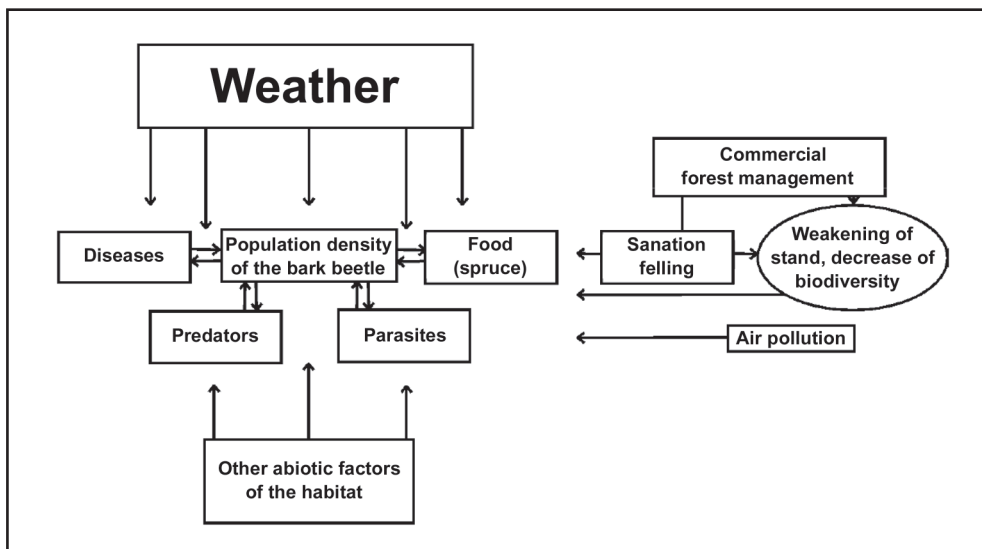 Weather
Commercial
forest management
Diseases
Population density
of the bark beetle
Food
(spruce)
Sanation
felling
Weakening of
stand, decrease of
biodiversity
Predators
Parasites
Air pollution
Other abiotic factors
of the habitat